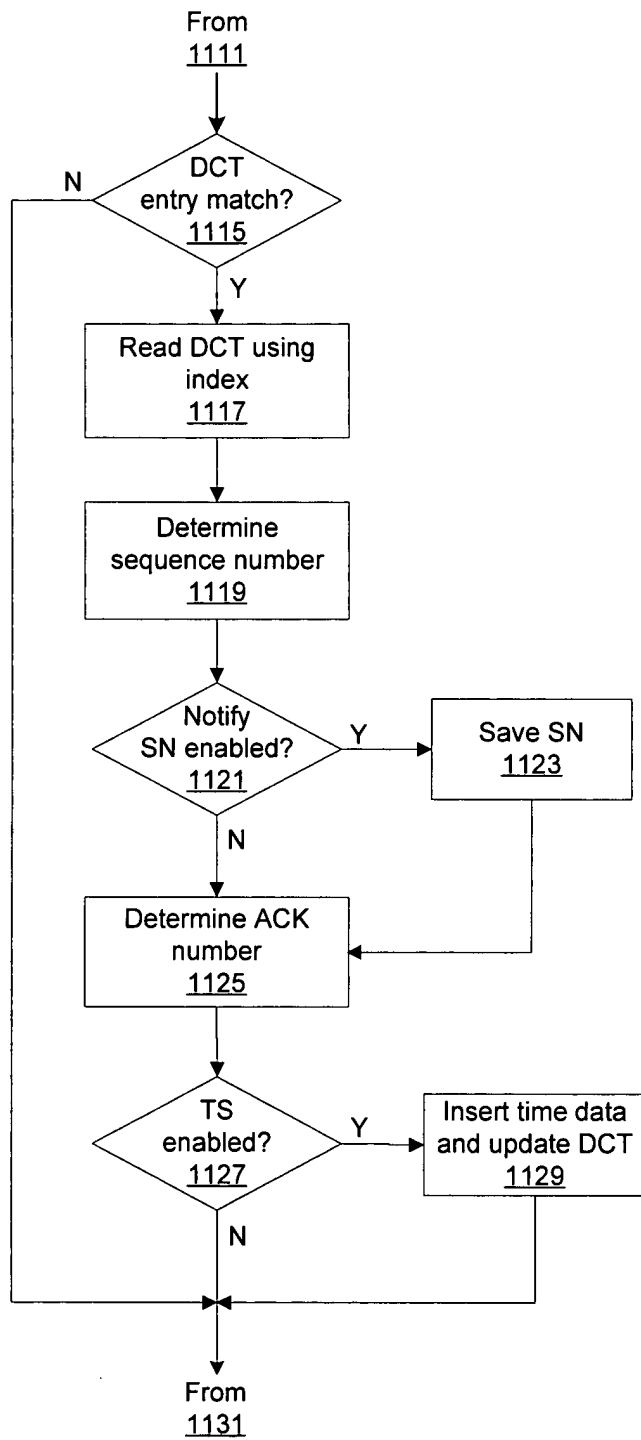 From
1111
DCT
entry match?
1115
N
Y
Read DCT using
index
1117
Determine
sequence number
1119
Notify
SN enabled?
1121
Y
Save SN
1123
N
Determine ACK
number
1125
TS
enabled?
1127
Y
Insert time data
and update DCT
1129
N
From
1131